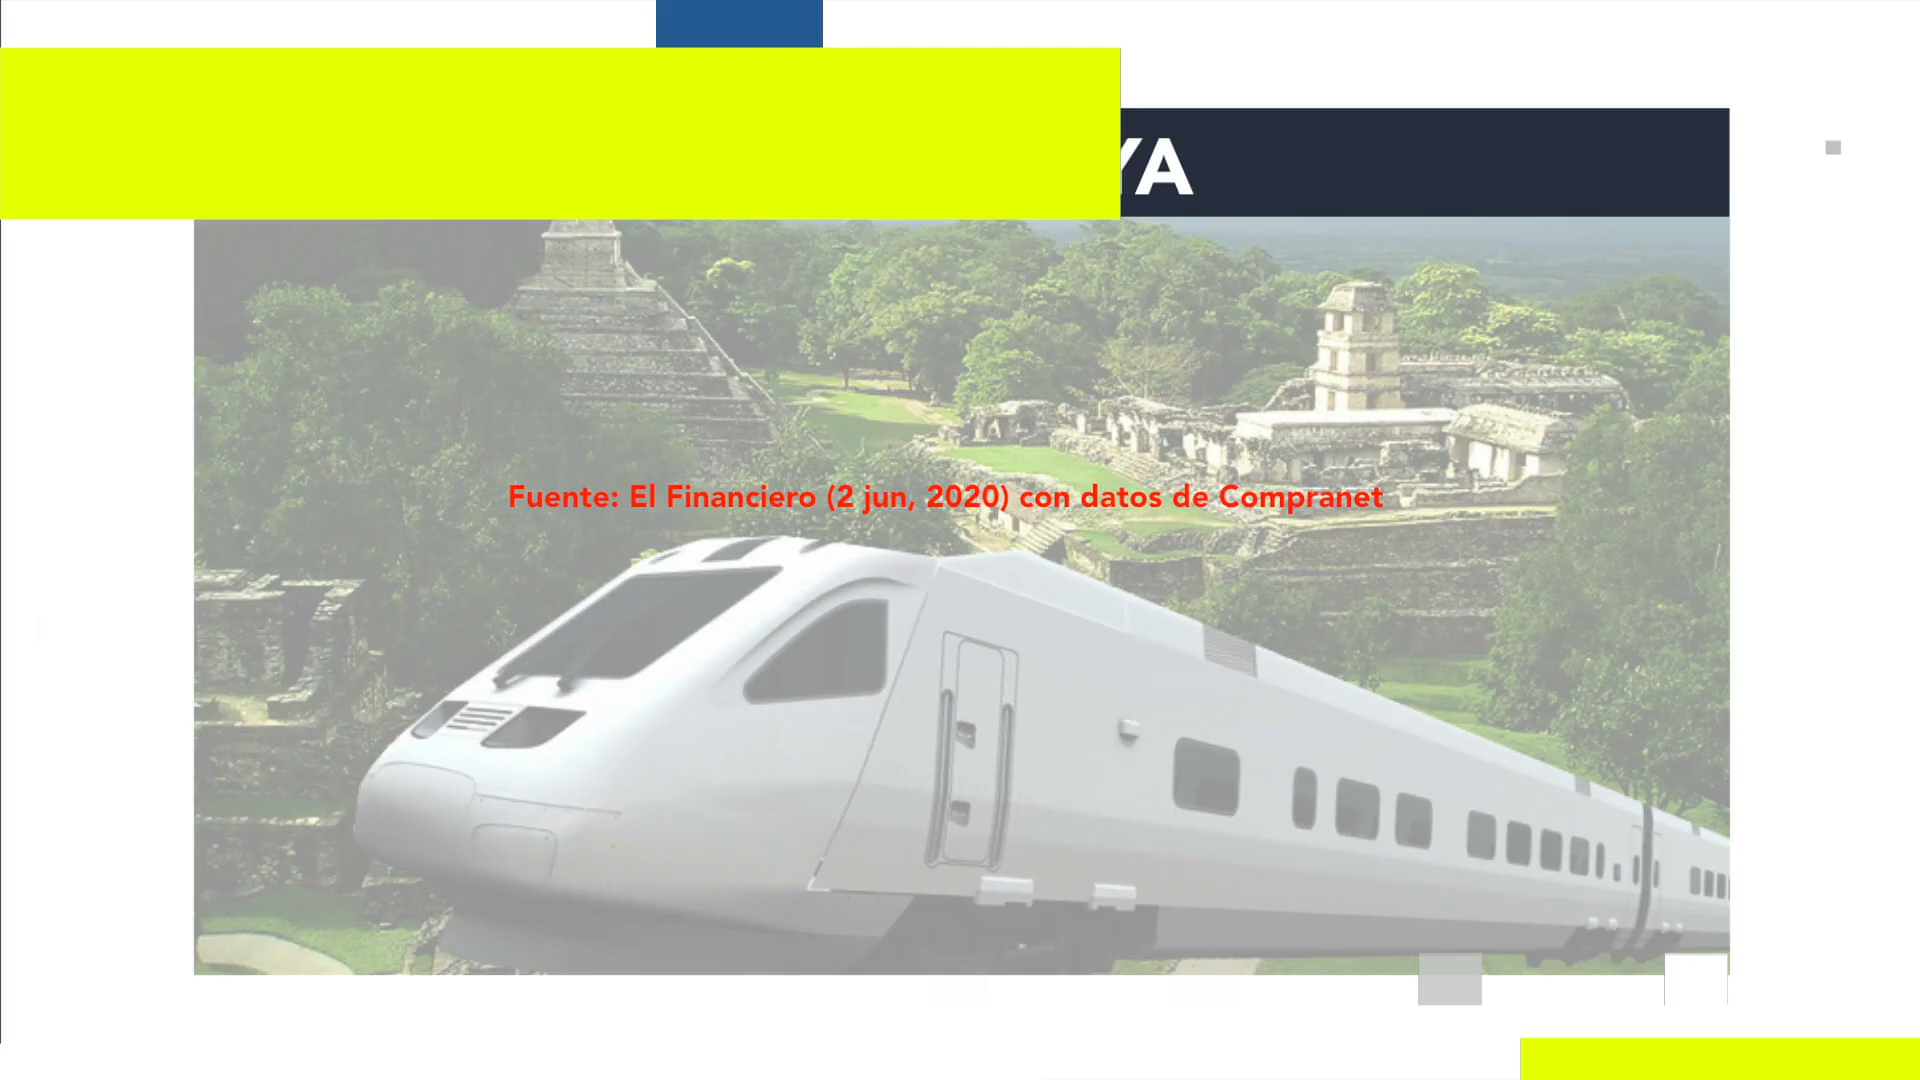 YA
Fuente: El Financiero (2 jun, 2020) con datos de Compranet